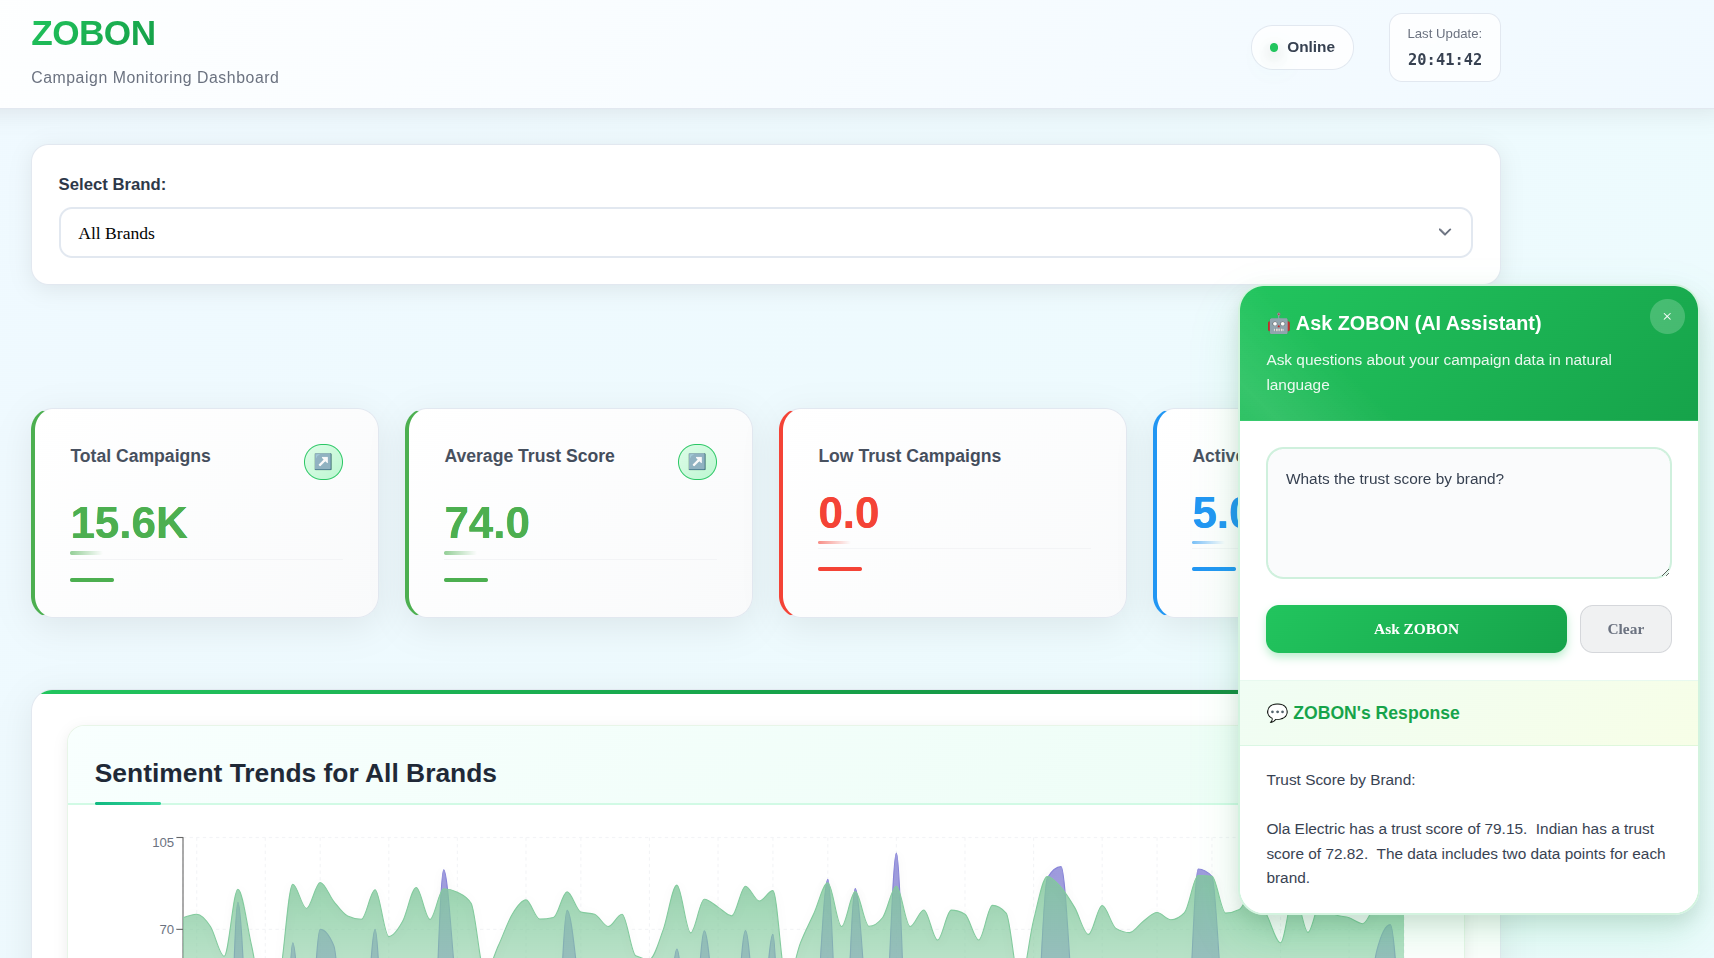 ZOBON
Campaign Monitoring Dashboard
Online
Last Update:
20:41:42
Select Brand:
All Brands
Total Campaigns
15.6K
Average Trust Score
74.0
Low Trust Campaigns
0.0
Sentiment Trends for All Brands
105
70
Ask ZOBON (AI Assistant)
×
Ask questions about your campaign data in natural
language
Whats the trust score by brand?
Ask ZOBON
Clear
ZOBON's Response
Trust Score by Brand:
Ola Electric has a trust score of 79.15.  Indian has a trust
score of 72.82.  The data includes two data points for each
brand.